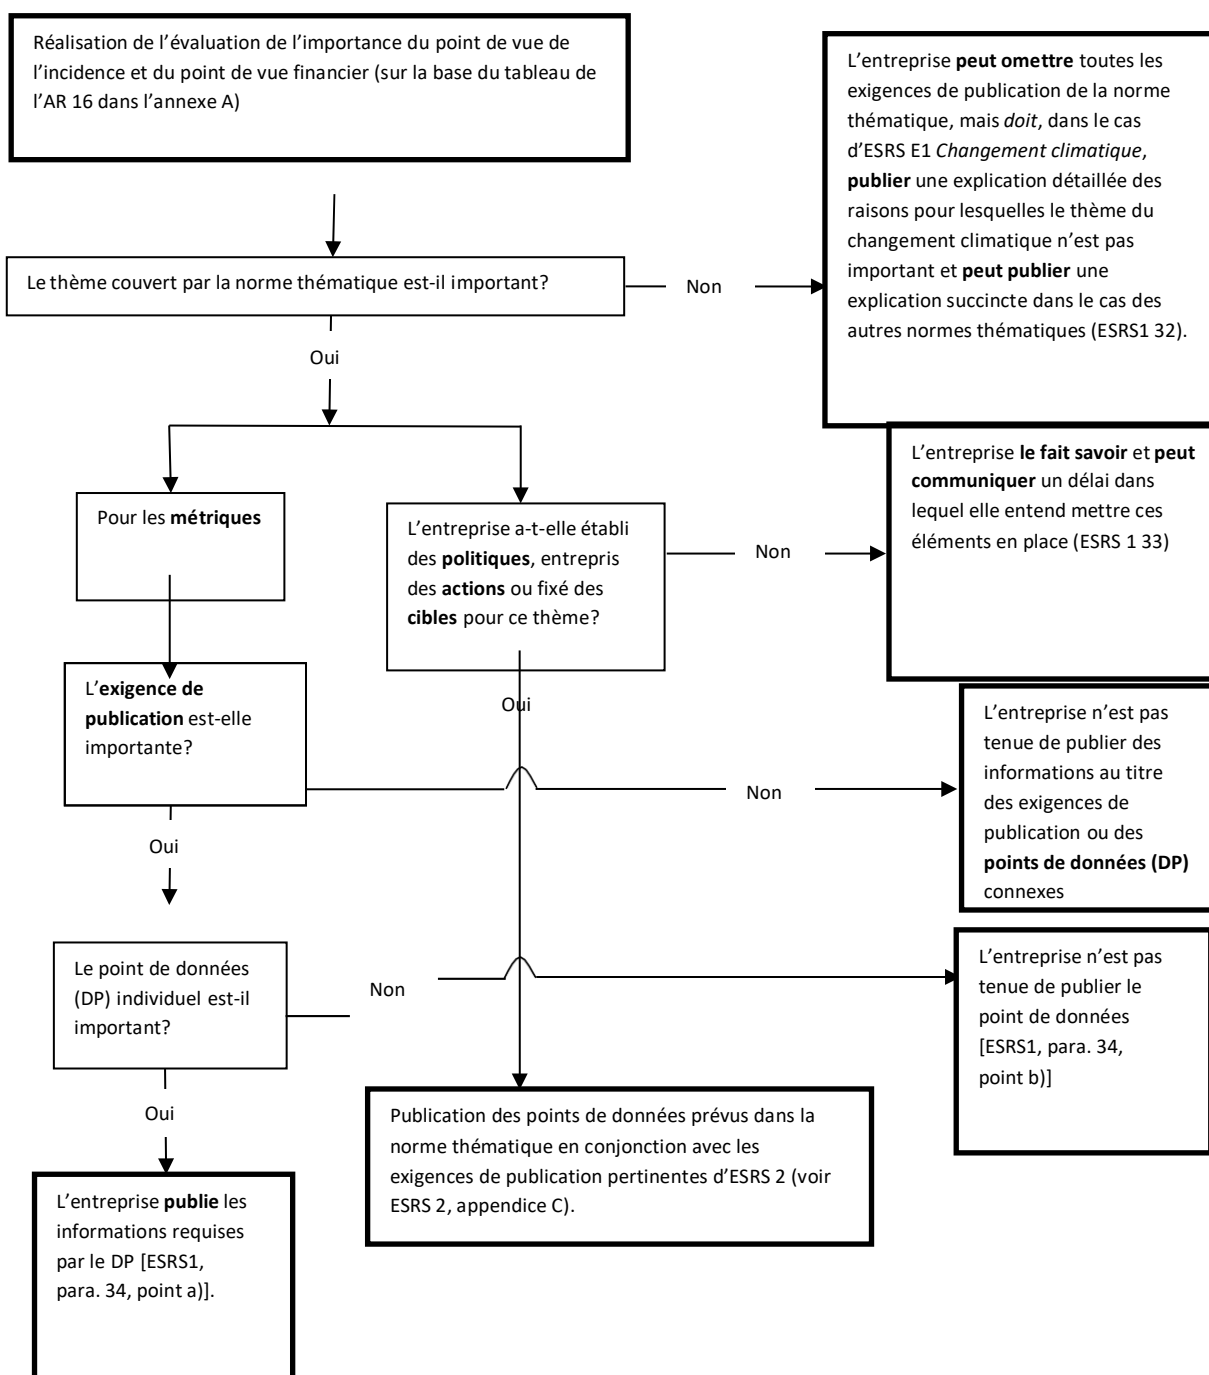 Réalisation de l’évaluation de l’importance du point de vue de
l’incidence et du point de vue financier (sur la base du tableau de
l’AR 16 dans l’annexe A)
L’entreprise peut omettre toutes les
exigences de publication de la norme
thématique, mais doit, dans le cas
d’ESRS E1 Changement climatique,
publier une explication détaillée des
raisons pour lesquelles le thème du
changement climatique n’est pas
important et peut publier une
explication succincte dans le cas des
autres normes thématiques (ESRS1 32).
Le thème couvert par la norme thématique est-il important?
Non
Oui
Pour les métriques
L’entreprise a-t-elle établi
des politiques, entrepris
des actions ou fixé des
cibles pour ce thème?
Non
L’entreprise le fait savoir et peut
communiquer un délai dans
lequel elle entend mettre ces
éléments en place (ESRS 1 33)
L’exigence de
publication est-elle
importante?
Oui
Non
L’entreprise n’est pas
tenue de publier des
informations au titre
des exigences de
publication ou des
points de données (DP)
connexes
Oui
Le point de données
(DP) individuel est-il
important?
Non
L’entreprise n’est pas
tenue de publier le
point de données
[ESRS1, para. 34,
point b)]
Oui
Publication des points de données prévus dans la
norme thématique en conjonction avec les
exigences de publication pertinentes d’ESRS 2 (voir
ESRS 2, appendice C).
L’entreprise publie les
informations requises
par le DP [ESRS1,
para. 34, point a)].